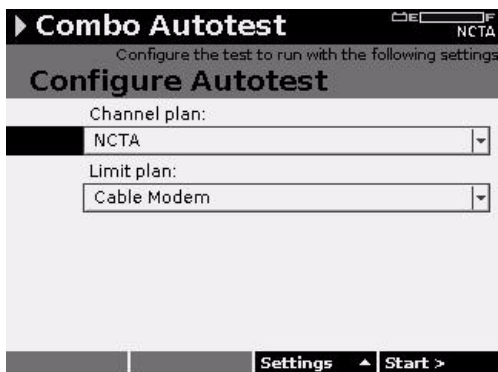 Combo Autotest
E F
NCTA
Configure the test to run with the following settings
Configure Autotest
Channel plan:
NCTA
Limit plan:
Cable Modem
Settings Start >